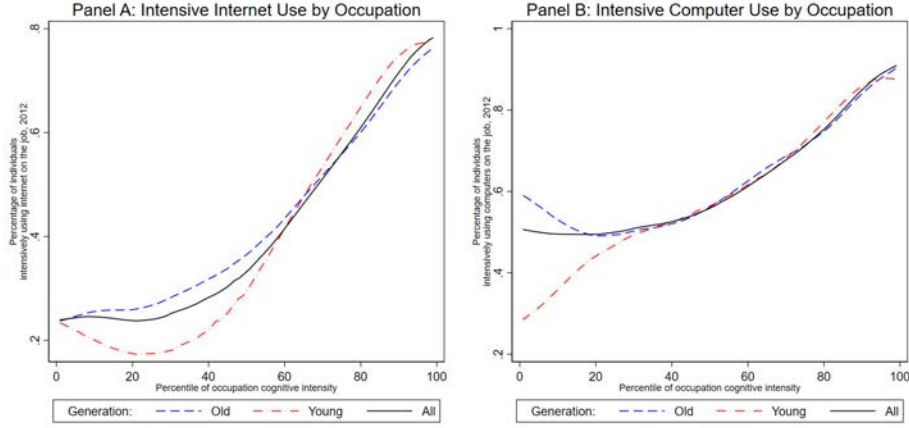 Panel A: Intensive Internet Use by Occupation
Percentage of individuals
intensively using internet on the job, 2012
.8
.6
.4
.2
0 20 40 60 80 100
Percentile of occupation cognitive intensity
Generation: Old Young All
Panel B: Intensive Computer Use by Occupation
Percentage of individuals
intensively using computers on the job, 2012
1
.8
.6
.4
.2
0 20 40 60 80 100
Percentile of occupation cognitive intensity
Generation: Old Young All